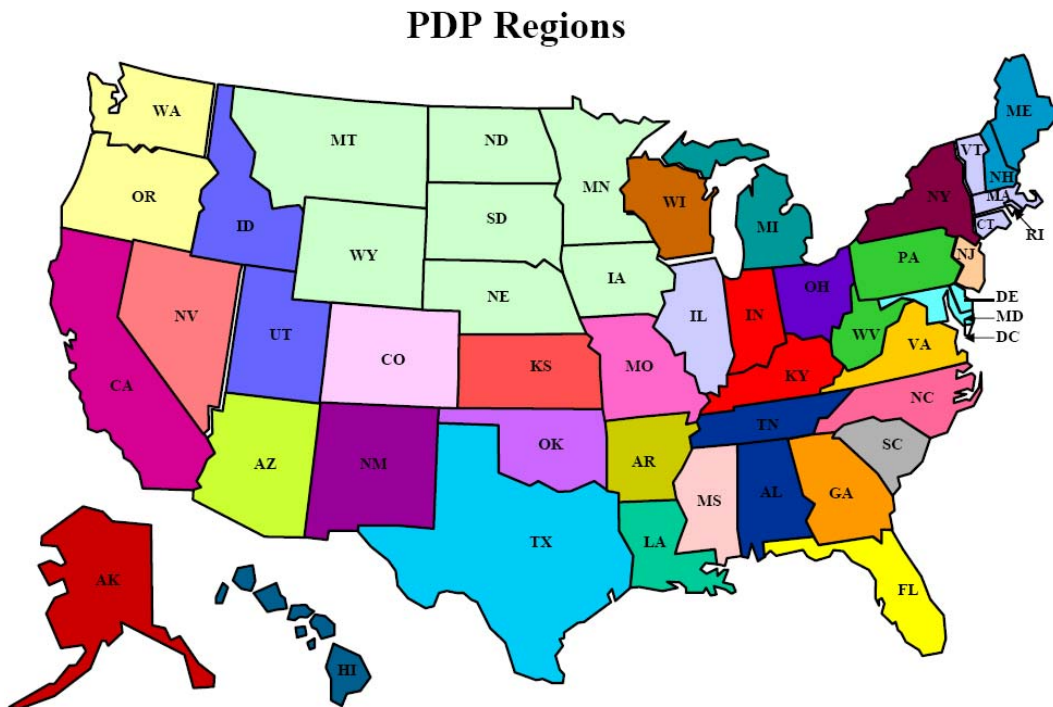 PDP Regions
WA
MT
ND
MN
ME
VT
NH
OR
ID
SD
WI
MI
NY
MA
CT
RI
WY
IA
PA
NJ
NE
NV
UT
CO
IL
IN
OH
DE
MD
DC
WV
VA
CA
KS
MO
KY
NC
AZ
NM
OK
AR
TN
SC
MS
AL
GA
TX
LA
AK
FL
HI